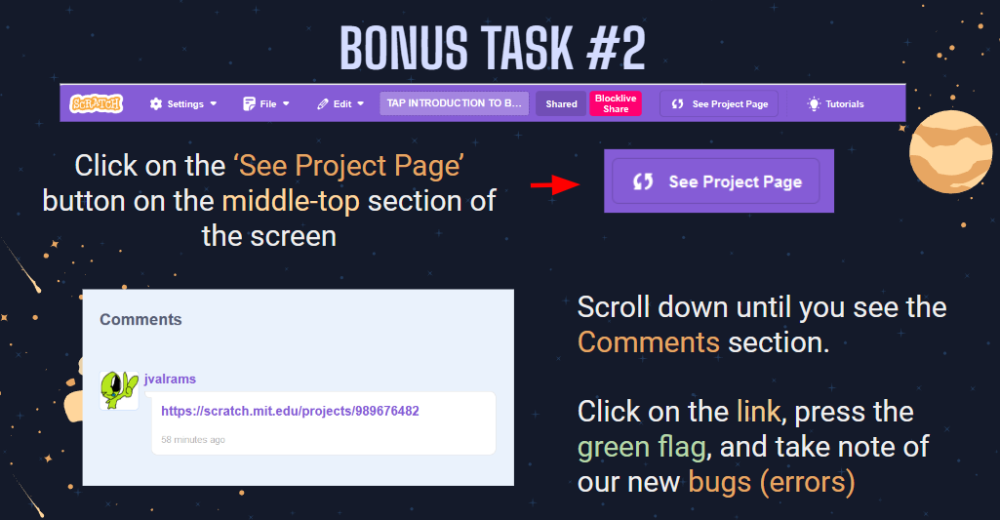 BONUS TASK #2
SCRATCH Settings File Edit TAP INTRODUCTION TO B... Shared Blocklive Share See Project Page Tutorials
Click on the ‘See Project Page’
button on the middle-top section of
the screen
See Project Page
Comments
jvalrams
https://scratch.mit.edu/projects/989676482
58 minutes ago
Scroll down until you see the
Comments section.
Click on the link, press the
green flag, and take note of
our new bugs (errors)